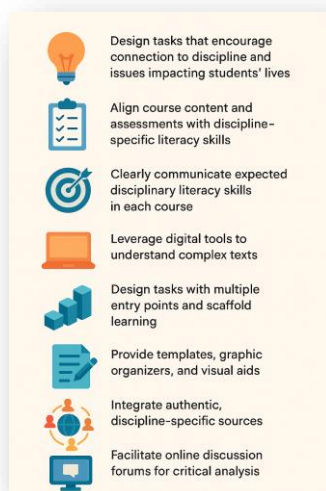 Design tasks that encourage
connection to discipline and
issues impacting students' lives
Align course content and
assessments with discipline-
specific literacy skills
Clearly communicate expected
disciplinary literacy skills
in each course
Leverage digital tools to
understand complex texts
Design tasks with multiple
entry points and scaffold
learning
Provide templates, graphic
organizers, and visual aids
Integrate authentic,
discipline-specific sources
Facilitate online discussion
forums for critical analysis